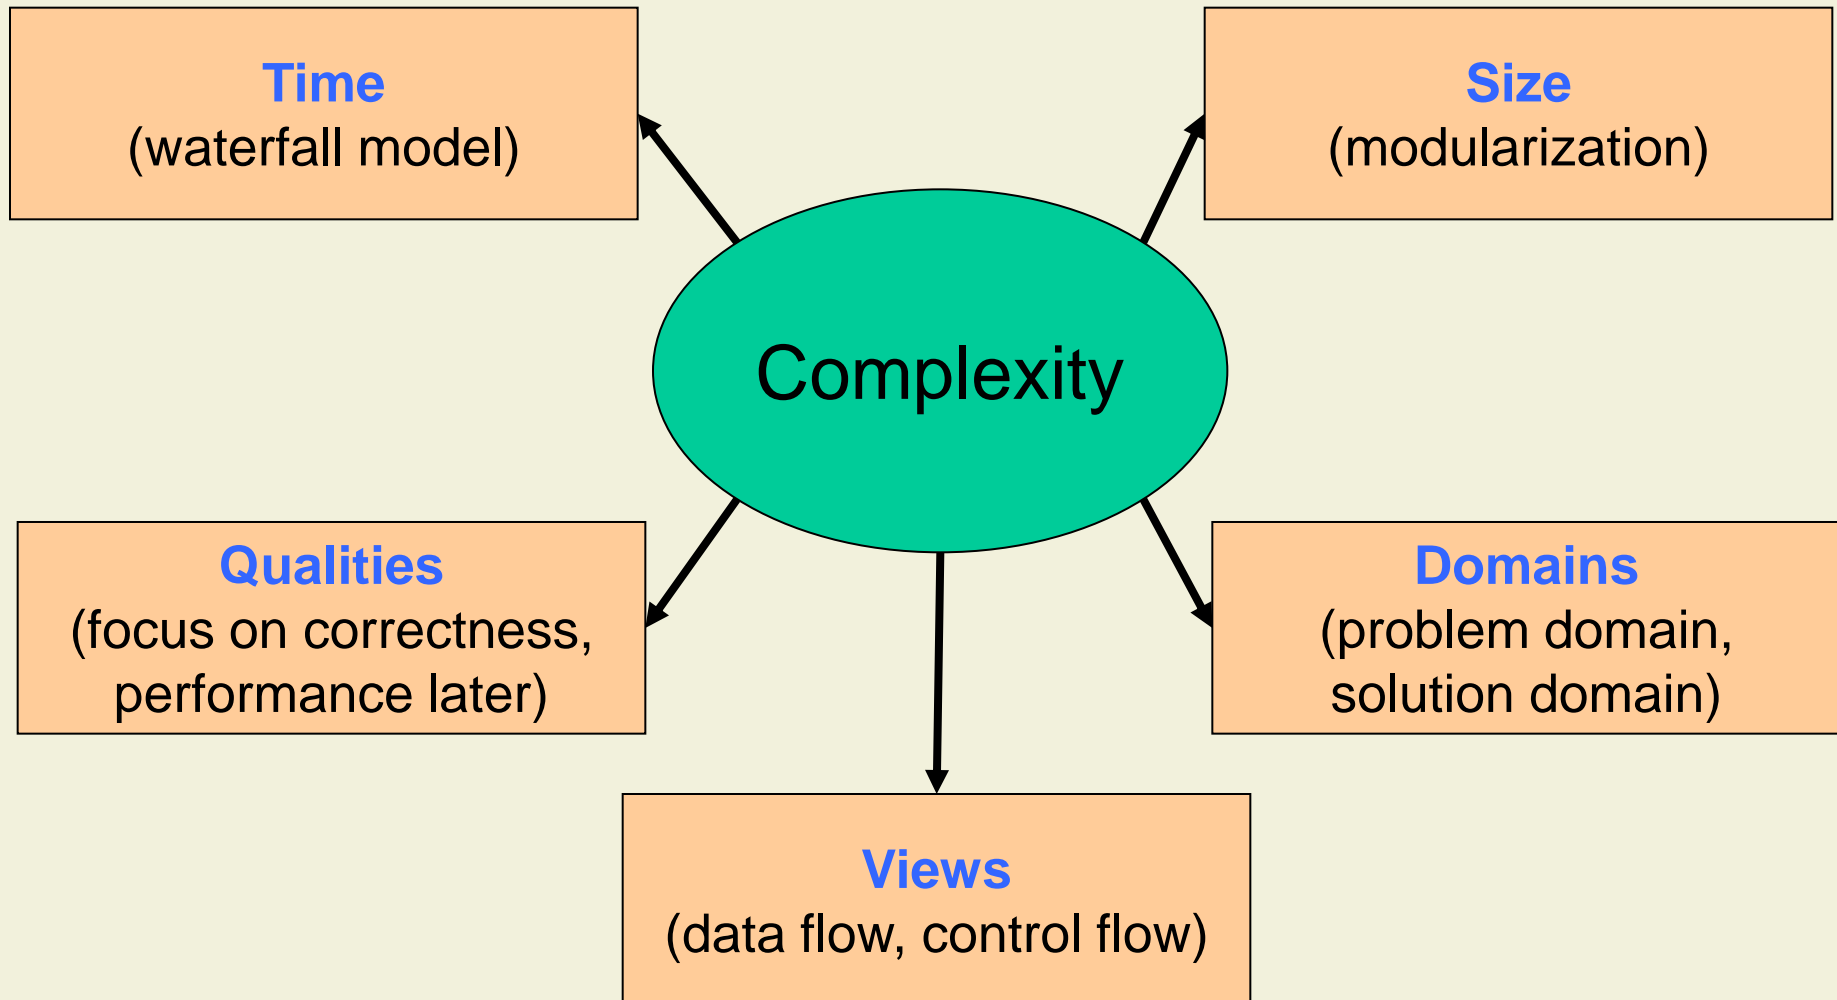 Time
(waterfall model)
Size
(modularization)
Complexity
Qualities
(focus on correctness,
performance later)
Domains
(problem domain,
solution domain)
Views
(data flow, control flow)